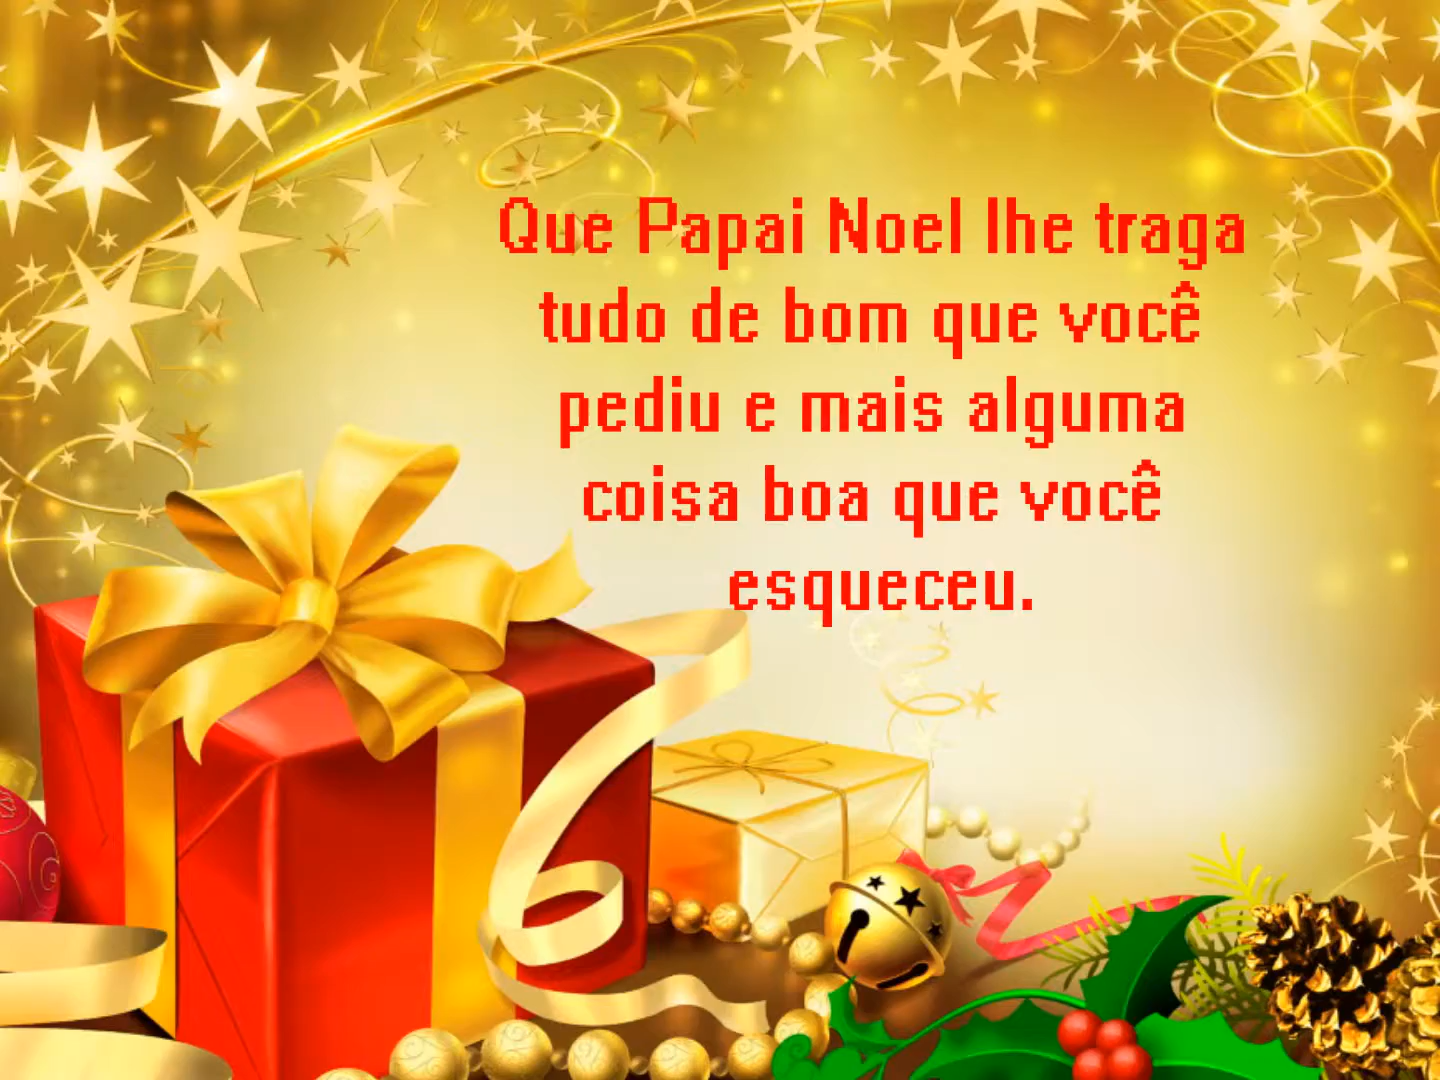 Que Papai Noel lhe traga
tudo de bom que você
pediu e mais alguma
coisa boa que você
esqueceu.